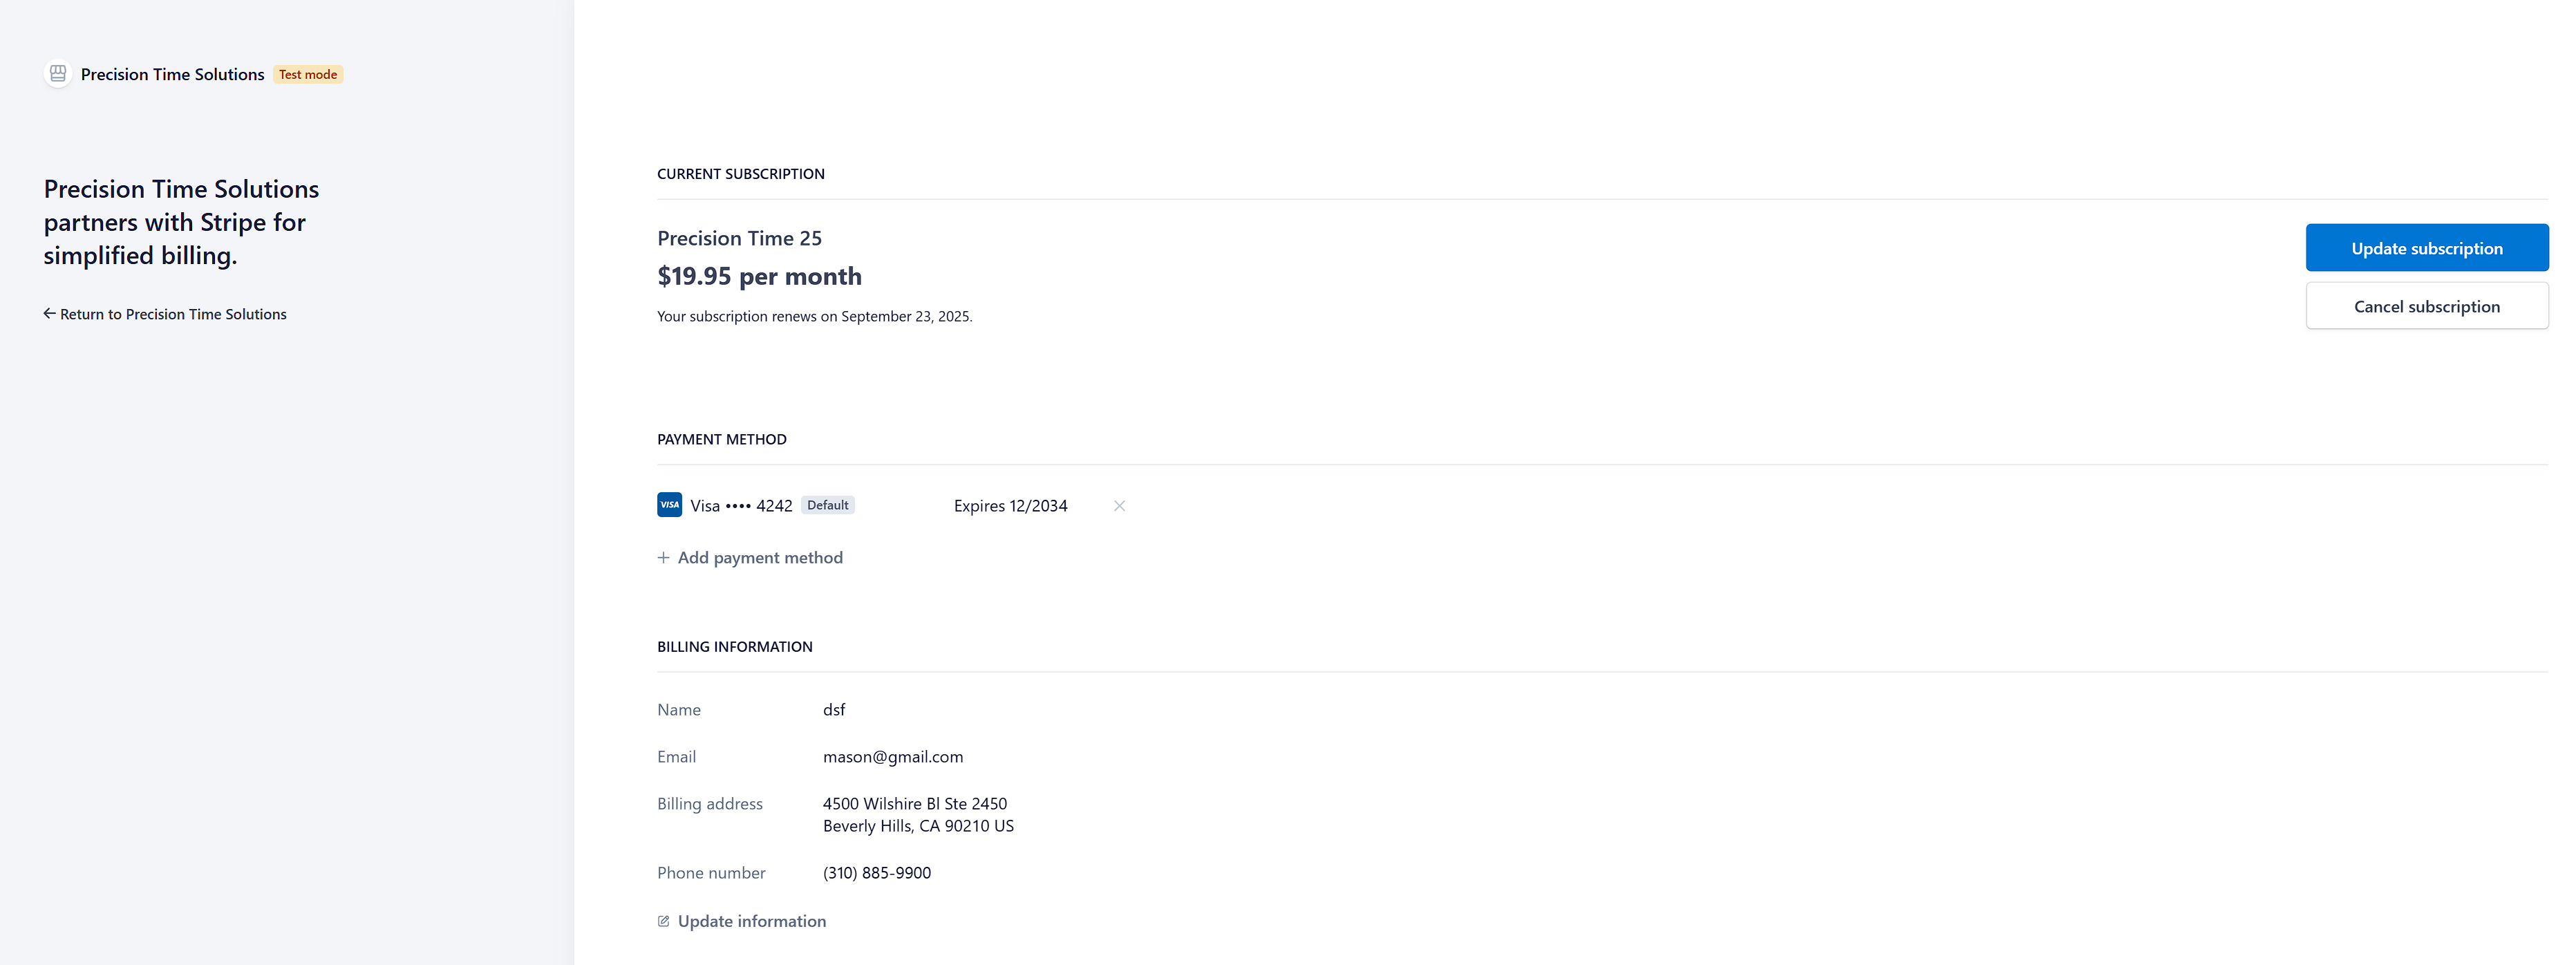 Precision Time Solutions Test mode
Precision Time Solutions
partners with Stripe for
simplified billing.
← Return to Precision Time Solutions
CURRENT SUBSCRIPTION
Precision Time 25
$19.95 per month
Your subscription renews on September 23, 2025.
Update subscription
Cancel subscription
PAYMENT METHOD
VISA Visa •••• 4242 Default Expires 12/2034 ×
+ Add payment method
BILLING INFORMATION
Name dsf
Email mason@gmail.com
Billing address 4500 Wilshire Bl Ste 2450
Beverly Hills, CA 90210 US
Phone number (310) 885-9900
Update information